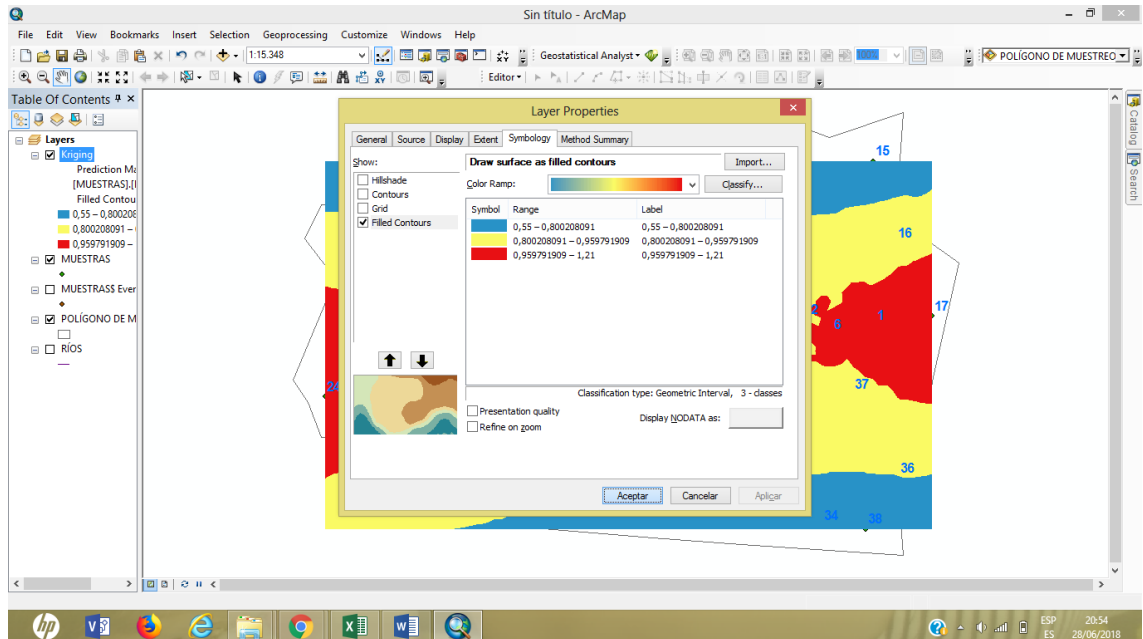 Sin título - ArcMap
File Edit View Bookmarks Insert Selection Geoprocessing Customize Windows Help
1:15.348
Geostatistical Analyst
100%
POLÍGONO DE MUESTREO
Editor
Table Of Contents
Layers
Kriging
Prediction Ma
[MUESTRAS].[
Filled Contou
0,55 – 0,800208
0,800208091 –
0,959791909 –
MUESTRAS
MUESTRAS$ Ever
POLÍGONO DE M
RÍOS
Layer Properties
General Source Display Extent Symbology Method Summary
Show:
Hillshade
Contours
Grid
Filled Contours
Draw surface as filled contours
Import...
Color Ramp:
Classify...
Symbol Range Label
0,55 – 0,800208091 0,55 – 0,800208091
0,800208091 – 0,959791909 0,800208091 – 0,959791909
0,959791909 – 1,21 0,959791909 – 1,21
Classification type: Geometric Interval, 3 - classes
Presentation quality
Refine on zoom
Display NODATA as:
Aceptar Cancelar Aplicar
15
16
17
2
6
1
37
24
36
34
38
Catalog
Search
hp
ESP
ES
20:54
28/06/2018